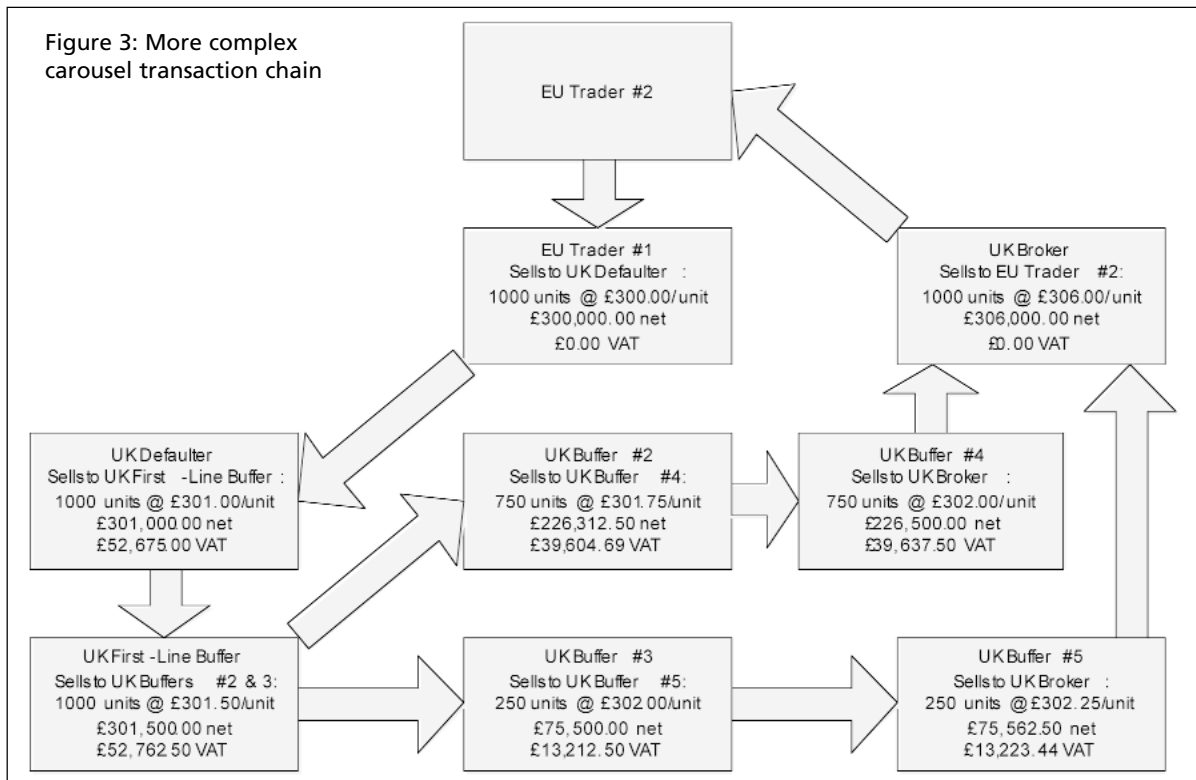 Figure 3: More complex
carousel transaction chain
EU Trader #2
EU Trader #1
Sells to UK Defaulter :
1000 units @ £300.00/unit
£300,000.00 net
£0.00 VAT
UK Broker
Sells to EU Trader #2:
1000 units @ £306.00/unit
£306,000.00 net
£0.00 VAT
UK Defaulter
Sells to UK First -Line Buffer :
1000 units @ £301.00/unit
£301,000.00 net
£52,675.00 VAT
UK Buffer #2
Sells to UK Buffer #4:
750 units @ £301.75/unit
£226,312.50 net
£39,604.69 VAT
UK Buffer #4
Sells to UK Broker :
750 units @ £302.00/unit
£226,500.00 net
£39,637.50 VAT
UK First -Line Buffer
Sells to UK Buffers #2 & 3:
1000 units @ £301.50/unit
£301,500.00 net
£52,762.50 VAT
UK Buffer #3
Sells to UK Buffer #5:
250 units @ £302.00/unit
£75,500.00 net
£13,212.50 VAT
UK Buffer #5
Sells to UK Broker :
250 units @ £302.25/unit
£75,562.50 net
£13,223.44 VAT